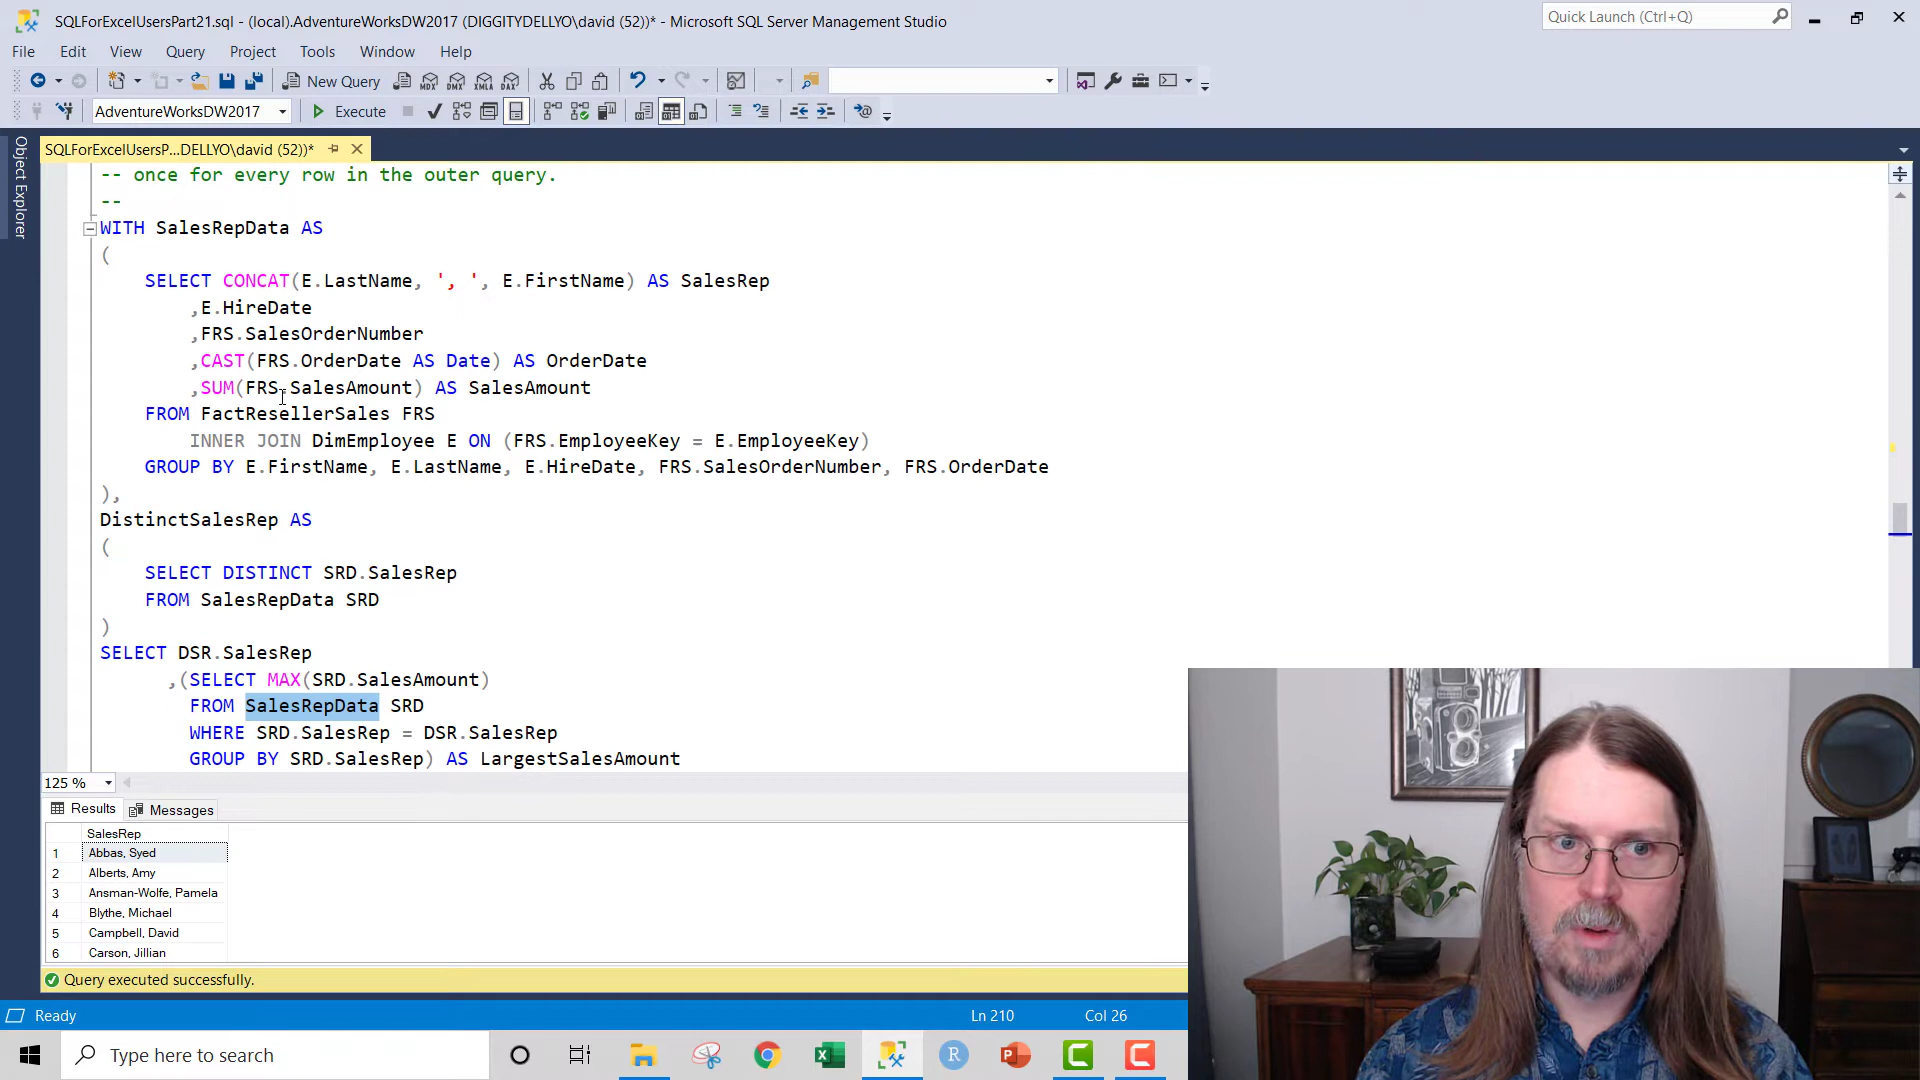 SQLForExcelUsersPart21.sql - (local).AdventureWorksDW2017 (DIGGITYDELLYO\david (52))* - Microsoft SQL Server Management Studio
Quick Launch (Ctrl+Q)
File Edit View Query Project Tools Window Help
New Query
MDX DMX XMLA DAX
AdventureWorksDW2017
Execute
Object Explorer
SQLForExcelUsersP...DELLYO\david (52))*
-- once for every row in the outer query.
--
WITH SalesRepData AS
(
SELECT CONCAT(E.LastName, ', ', E.FirstName) AS SalesRep
,E.HireDate
,FRS.SalesOrderNumber
,CAST(FRS.OrderDate AS Date) AS OrderDate
,SUM(FRS.SalesAmount) AS SalesAmount
FROM FactResellerSales FRS
INNER JOIN DimEmployee E ON (FRS.EmployeeKey = E.EmployeeKey)
GROUP BY E.FirstName, E.LastName, E.HireDate, FRS.SalesOrderNumber, FRS.OrderDate
),
DistinctSalesRep AS
(
SELECT DISTINCT SRD.SalesRep
FROM SalesRepData SRD
)
SELECT DSR.SalesRep
,(SELECT MAX(SRD.SalesAmount)
FROM SalesRepData SRD
WHERE SRD.SalesRep = DSR.SalesRep
GROUP BY SRD.SalesRep) AS LargestSalesAmount
125 %
Results Messages
SalesRep
1 Abbas, Syed
2 Alberts, Amy
3 Ansman-Wolfe, Pamela
4 Blythe, Michael
5 Campbell, David
6 Carson, Jillian
Query executed successfully.
Ready Ln 210 Col 26
Type here to search